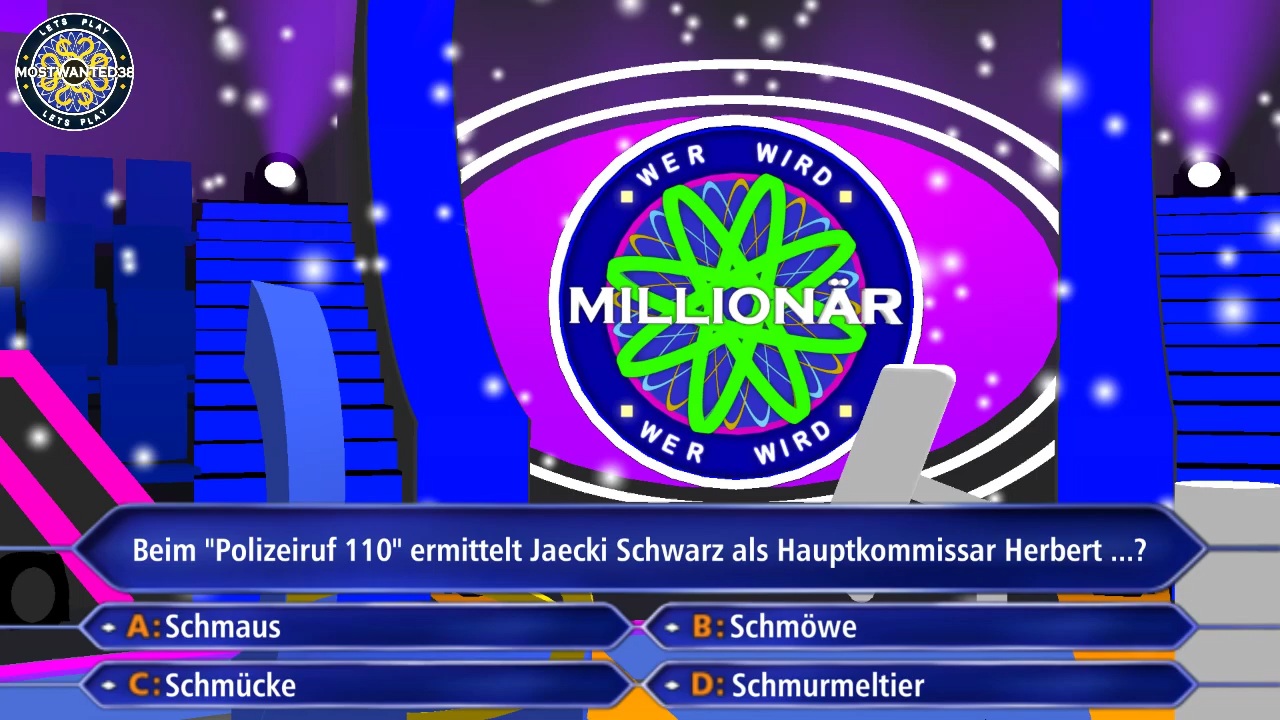 LETS PLAY
MOSTWANTED38
LETS PLAY
WER WIRD
MILLIONÄR
WER WIRD
Beim "Polizeiruf 110" ermittelt Jaecki Schwarz als Hauptkommissar Herbert ...?
A: Schmaus
B: Schmöwe
C: Schmücke
D: Schmurmeltier